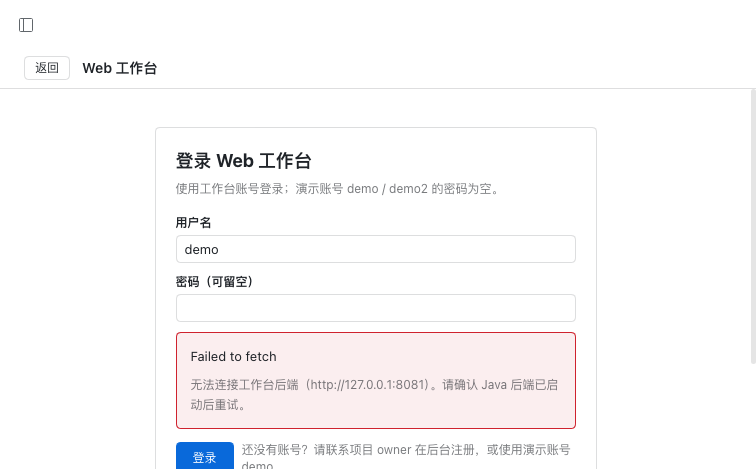 返回 Web 工作台
登录 Web 工作台
使用工作台账号登录；演示账号 demo / demo2 的密码为空。
用户名
demo
密码（可留空）
Failed to fetch
无法连接工作台后端（http://127.0.0.1:8081）。请确认 Java 后端已启
动后重试。
登录
还没有账号？请联系项目 owner 在后台注册，或使用演示账号
demo